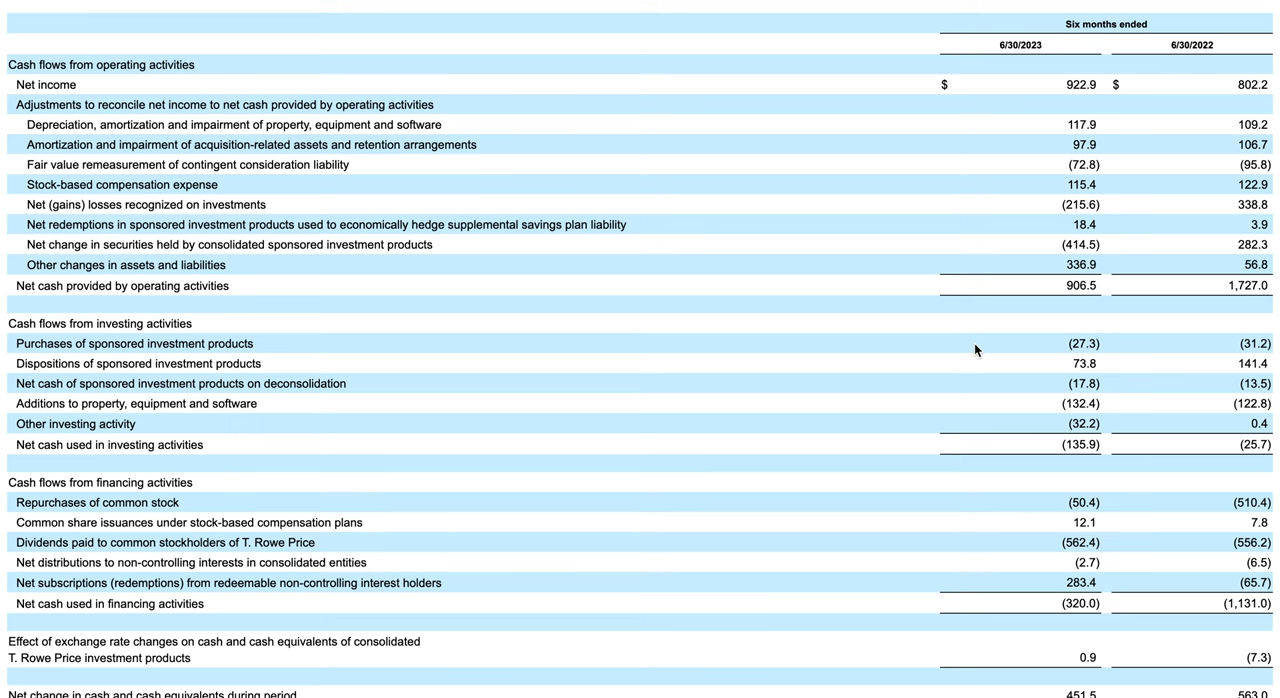 Six months ended
6/30/2023 6/30/2022
Cash flows from operating activities
Net income $ 922.9 $ 802.2
Adjustments to reconcile net income to net cash provided by operating activities
Depreciation, amortization and impairment of property, equipment and software 117.9 109.2
Amortization and impairment of acquisition-related assets and retention arrangements 97.9 106.7
Fair value remeasurement of contingent consideration liability (72.8) (95.8)
Stock-based compensation expense 115.4 122.9
Net (gains) losses recognized on investments (215.6) 338.8
Net redemptions in sponsored investment products used to economically hedge supplemental savings plan liability 18.4 3.9
Net change in securities held by consolidated sponsored investment products (414.5) 282.3
Other changes in assets and liabilities 336.9 56.8
Net cash provided by operating activities 906.5 1,727.0
Cash flows from investing activities
Purchases of sponsored investment products (27.3) (31.2)
Dispositions of sponsored investment products 73.8 141.4
Net cash of sponsored investment products on deconsolidation (17.8) (13.5)
Additions to property, equipment and software (132.4) (122.8)
Other investing activity (32.2) 0.4
Net cash used in investing activities (135.9) (25.7)
Cash flows from financing activities
Repurchases of common stock (50.4) (510.4)
Common share issuances under stock-based compensation plans 12.1 7.8
Dividends paid to common stockholders of T. Rowe Price (562.4) (556.2)
Net distributions to non-controlling interests in consolidated entities (2.7) (6.5)
Net subscriptions (redemptions) from redeemable non-controlling interest holders 283.4 (65.7)
Net cash used in financing activities (320.0) (1,131.0)
Effect of exchange rate changes on cash and cash equivalents of consolidated
T. Rowe Price investment products 0.9 (7.3)
Net change in cash and cash equivalents during period 451.5 563.0